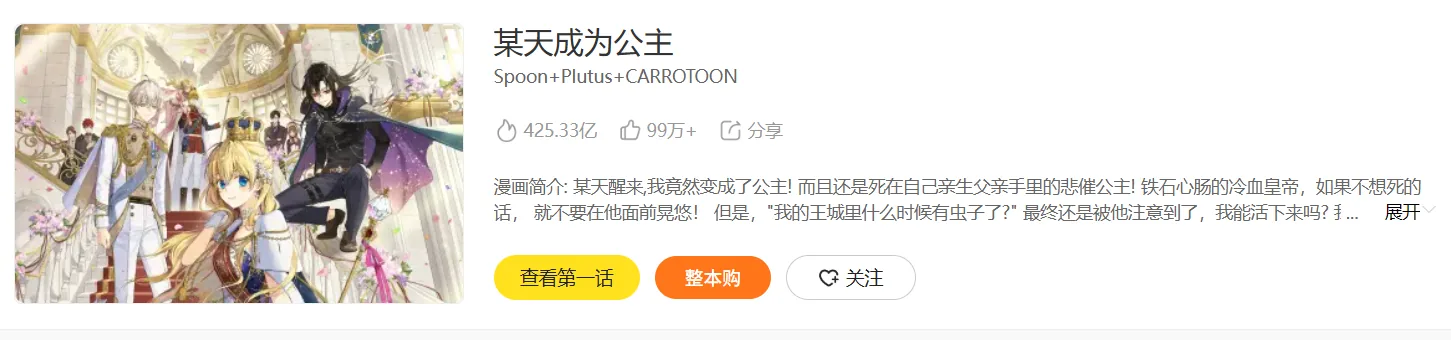 某天成为公主
Spoon+Plutus+CARROTOON
425.33亿 99万+ 分享
漫画简介: 某天醒来,我竟然变成了公主! 而且还是死在自己亲生父亲手里的悲催公主! 铁石心肠的冷血皇帝，如果不想死的
话， 就不要在他面前晃悠！ 但是，"我的王城里什么时候有虫子了?" 最终还是被他注意到了，我能活下来吗? ... 展开
查看第一话 整本购 关注